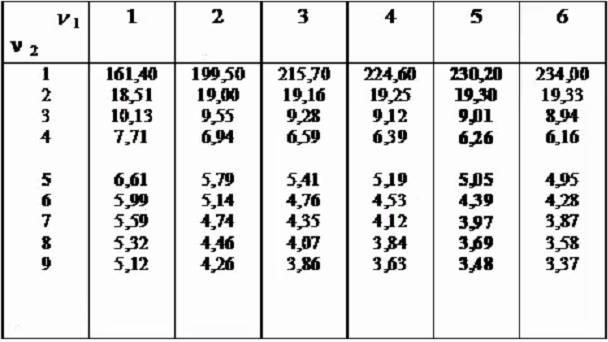 ν 1 1 2 3 4 5 6
ν 2
1 161,40 199,50 215,70 224,60 230,20 234,00
2 18,51 19,00 19,16 19,25 19,30 19,33
3 10,13 9,55 9,28 9,12 9,01 8,94
4 7,71 6,94 6,59 6,39 6,26 6,16
5 6,61 5,79 5,41 5,19 5,05 4,95
6 5,99 5,14 4,76 4,53 4,39 4,28
7 5,59 4,74 4,35 4,12 3,97 3,87
8 5,32 4,46 4,07 3,84 3,69 3,58
9 5,12 4,26 3,86 3,63 3,48 3,37